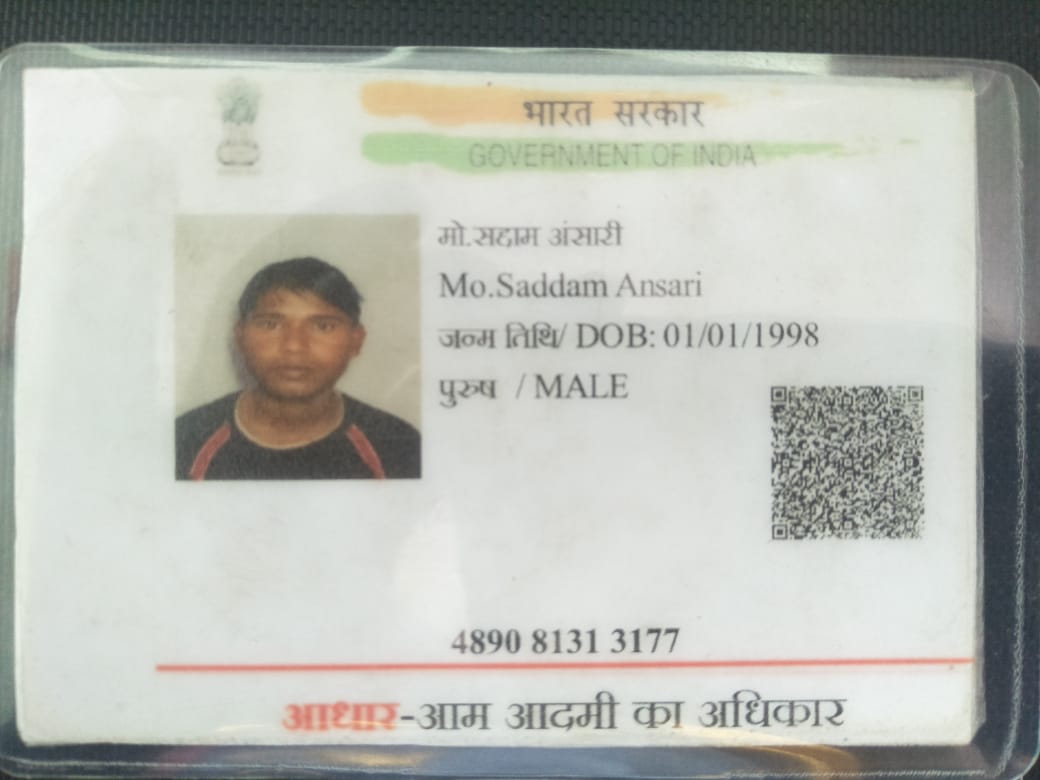 भारत सरकार
GOVERNMENT OF INDIA
मो.सद्दाम अंसारी
Mo.Saddam Ansari
जन्म तिथि/ DOB: 01/01/1998
पुरुष / MALE
4890 8131 3177
आधार-आम आदमी का अधिकार